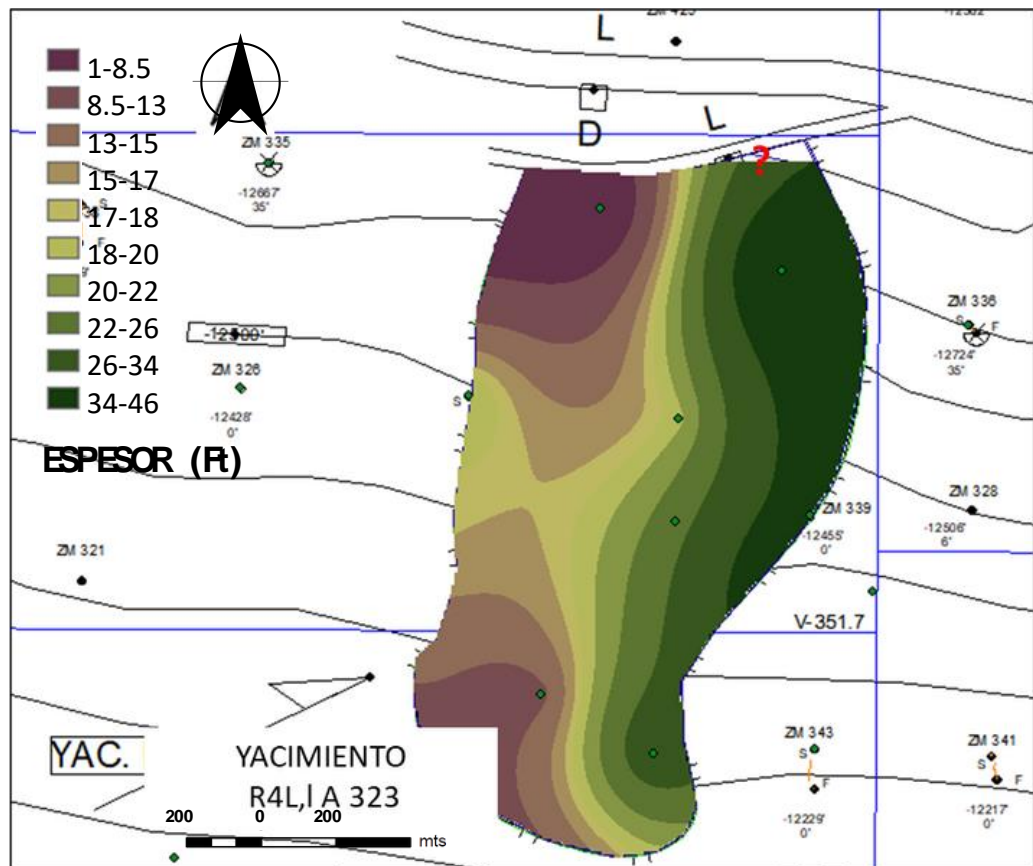 ZM 423
L
1-8.5
8.5-13
13-15
15-17
17-18
18-20
20-22
22-26
26-34
34-46
ESPESOR (Ft)
D
L
?
ZM 335
-12667'
35'
S
F
-12500'
ZM 326
-12428'
0'
S
ZM 336
S
F
-12724'
35'
ZM 339
-12455'
0'
ZM 328
-12506'
6'
ZM 321
V-351.7
YAC.
YACIMIENTO
R4L,l A 323
200 0 200
mts
ZM 343
S
F
-12229'
0'
ZM 341
S
F
-12217'
0'